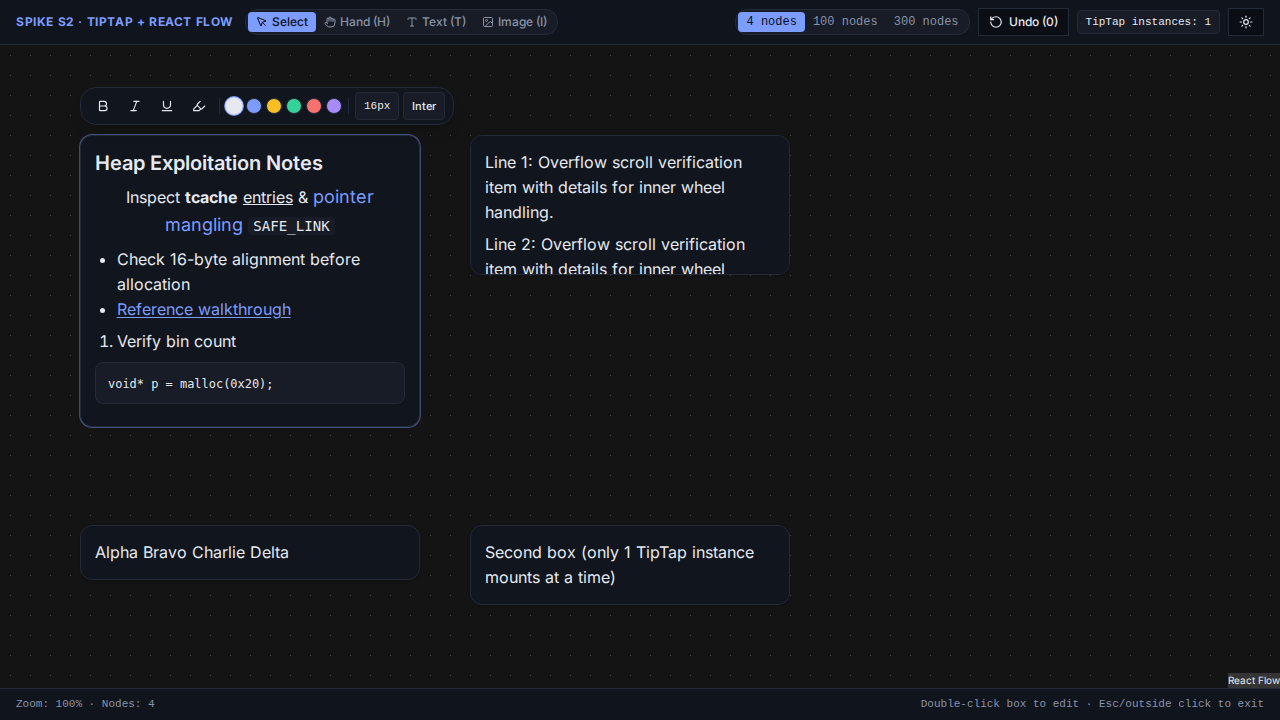 SPIKE S2 · TIPTAP + REACT FLOW
Select
Hand (H)
Text (T)
Image (I)
4 nodes
100 nodes
300 nodes
Undo (0)
TipTap instances: 1
B
I
U
16px
Inter
Heap Exploitation Notes
Inspect tcache entries & pointer
mangling SAFE_LINK
• Check 16-byte alignment before
allocation
• Reference walkthrough
1. Verify bin count
void* p = malloc(0x20);
Line 1: Overflow scroll verification
item with details for inner wheel
handling.
Line 2: Overflow scroll verification
item with details for inner wheel
Alpha Bravo Charlie Delta
Second box (only 1 TipTap instance
mounts at a time)
React Flow
Zoom: 100% · Nodes: 4
Double-click box to edit · Esc/outside click to exit